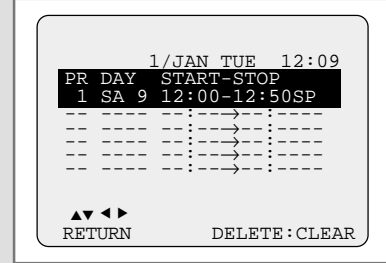 1/JAN TUE 12:09
PR DAY START-STOP
1 SA 9 12:00-12:50SP
-- ---- --:--→--:----
-- ---- --:--→--:----
-- ---- --:--→--:----
-- ---- --:--→--:----
▲▼◄►
RETURN DELETE:CLEAR